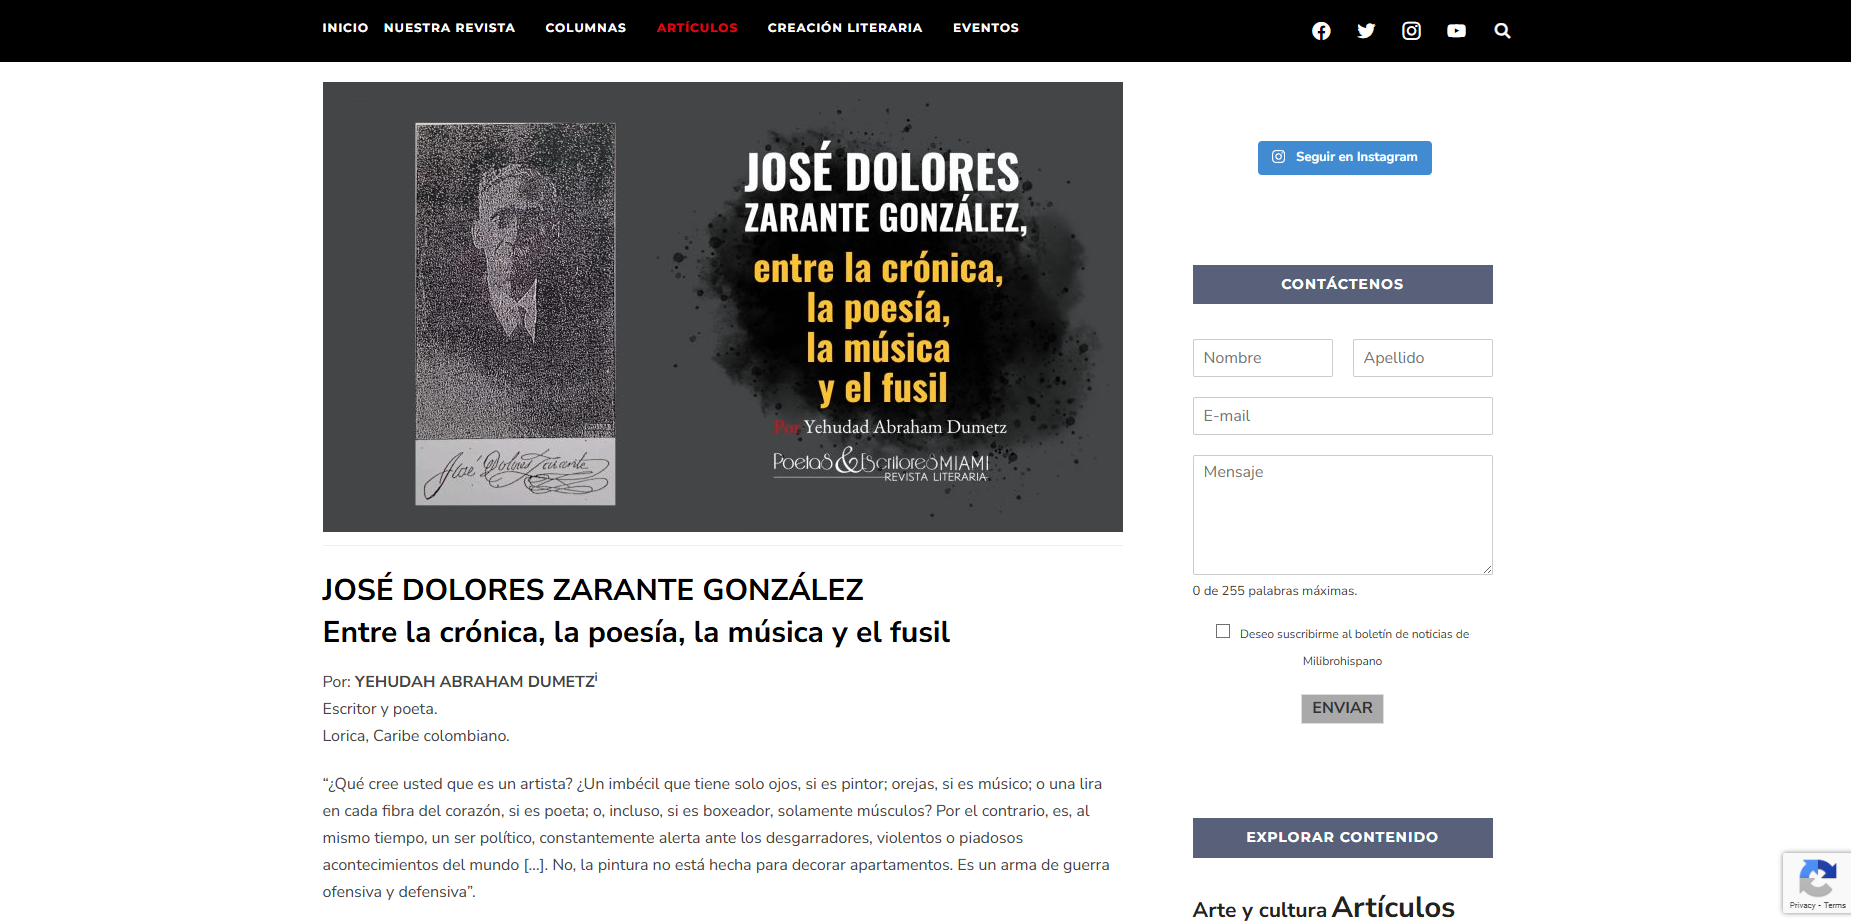 INICIO NUESTRA REVISTA COLUMNAS ARTÍCULOS CREACIÓN LITERARIA EVENTOS
JOSÉ DOLORES
ZARANTE GONZÁLEZ,
entre la crónica,
la poesía,
la música
y el fusil
Por Yehudad Abraham Dumetz
PoetaS&EscritoreSMIAMI
REVISTA LITERARIA
José Dolores Zarante
JOSÉ DOLORES ZARANTE GONZÁLEZ
Entre la crónica, la poesía, la música y el fusil
Por: YEHUDAH ABRAHAM DUMETZi
Escritor y poeta.
Lorica, Caribe colombiano.
“¿Qué cree usted que es un artista? ¿Un imbécil que tiene solo ojos, si es pintor; orejas, si es músico; o una lira
en cada fibra del corazón, si es poeta; o, incluso, si es boxeador, solamente músculos? Por el contrario, es, al
mismo tiempo, un ser político, constantemente alerta ante los desgarradores, violentos o piadosos
acontecimientos del mundo […]. No, la pintura no está hecha para decorar apartamentos. Es un arma de guerra
ofensiva y defensiva”.
Seguir en Instagram
CONTÁCTENOS
Nombre Apellido
E-mail
Mensaje
0 de 255 palabras máximas.
Deseo suscribirme al boletín de noticias de
Milibrohispano
ENVIAR
EXPLORAR CONTENIDO
Arte y cultura Artículos
Privacy - Terms